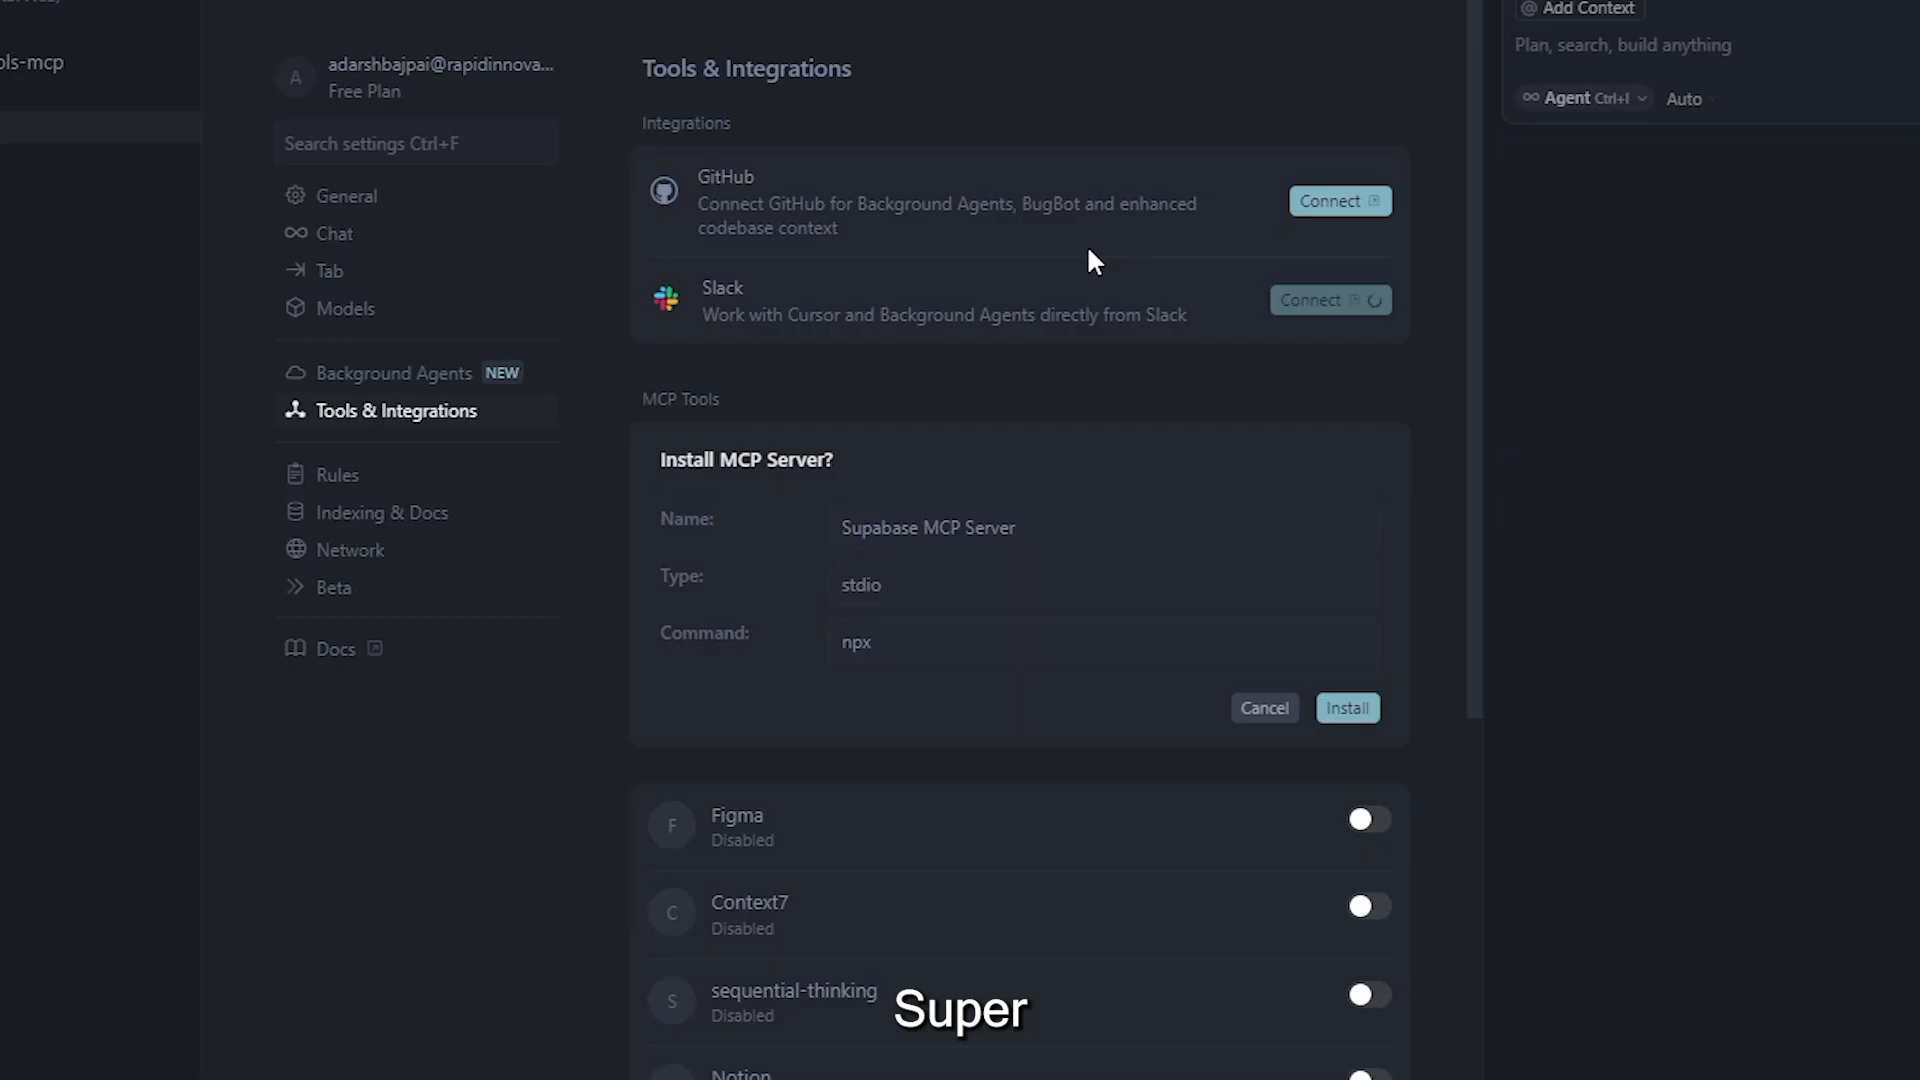 ols-mcp
A
adarshbajpai@rapidinnova...
Free Plan
Search settings Ctrl+F
General
Chat
Tab
Models
Background Agents NEW
Tools & Integrations
Rules
Indexing & Docs
Network
Beta
Docs
Tools & Integrations
Integrations
GitHub
Connect GitHub for Background Agents, BugBot and enhanced
codebase context
Connect
Slack
Work with Cursor and Background Agents directly from Slack
Connect
MCP Tools
Install MCP Server?
Name: Supabase MCP Server
Type: stdio
Command: npx
Cancel Install
F
Figma
Disabled
C
Context7
Disabled
S
sequential-thinking
Disabled
Notion
Super
@ Add Context
Plan, search, build anything
Agent Ctrl+I Auto